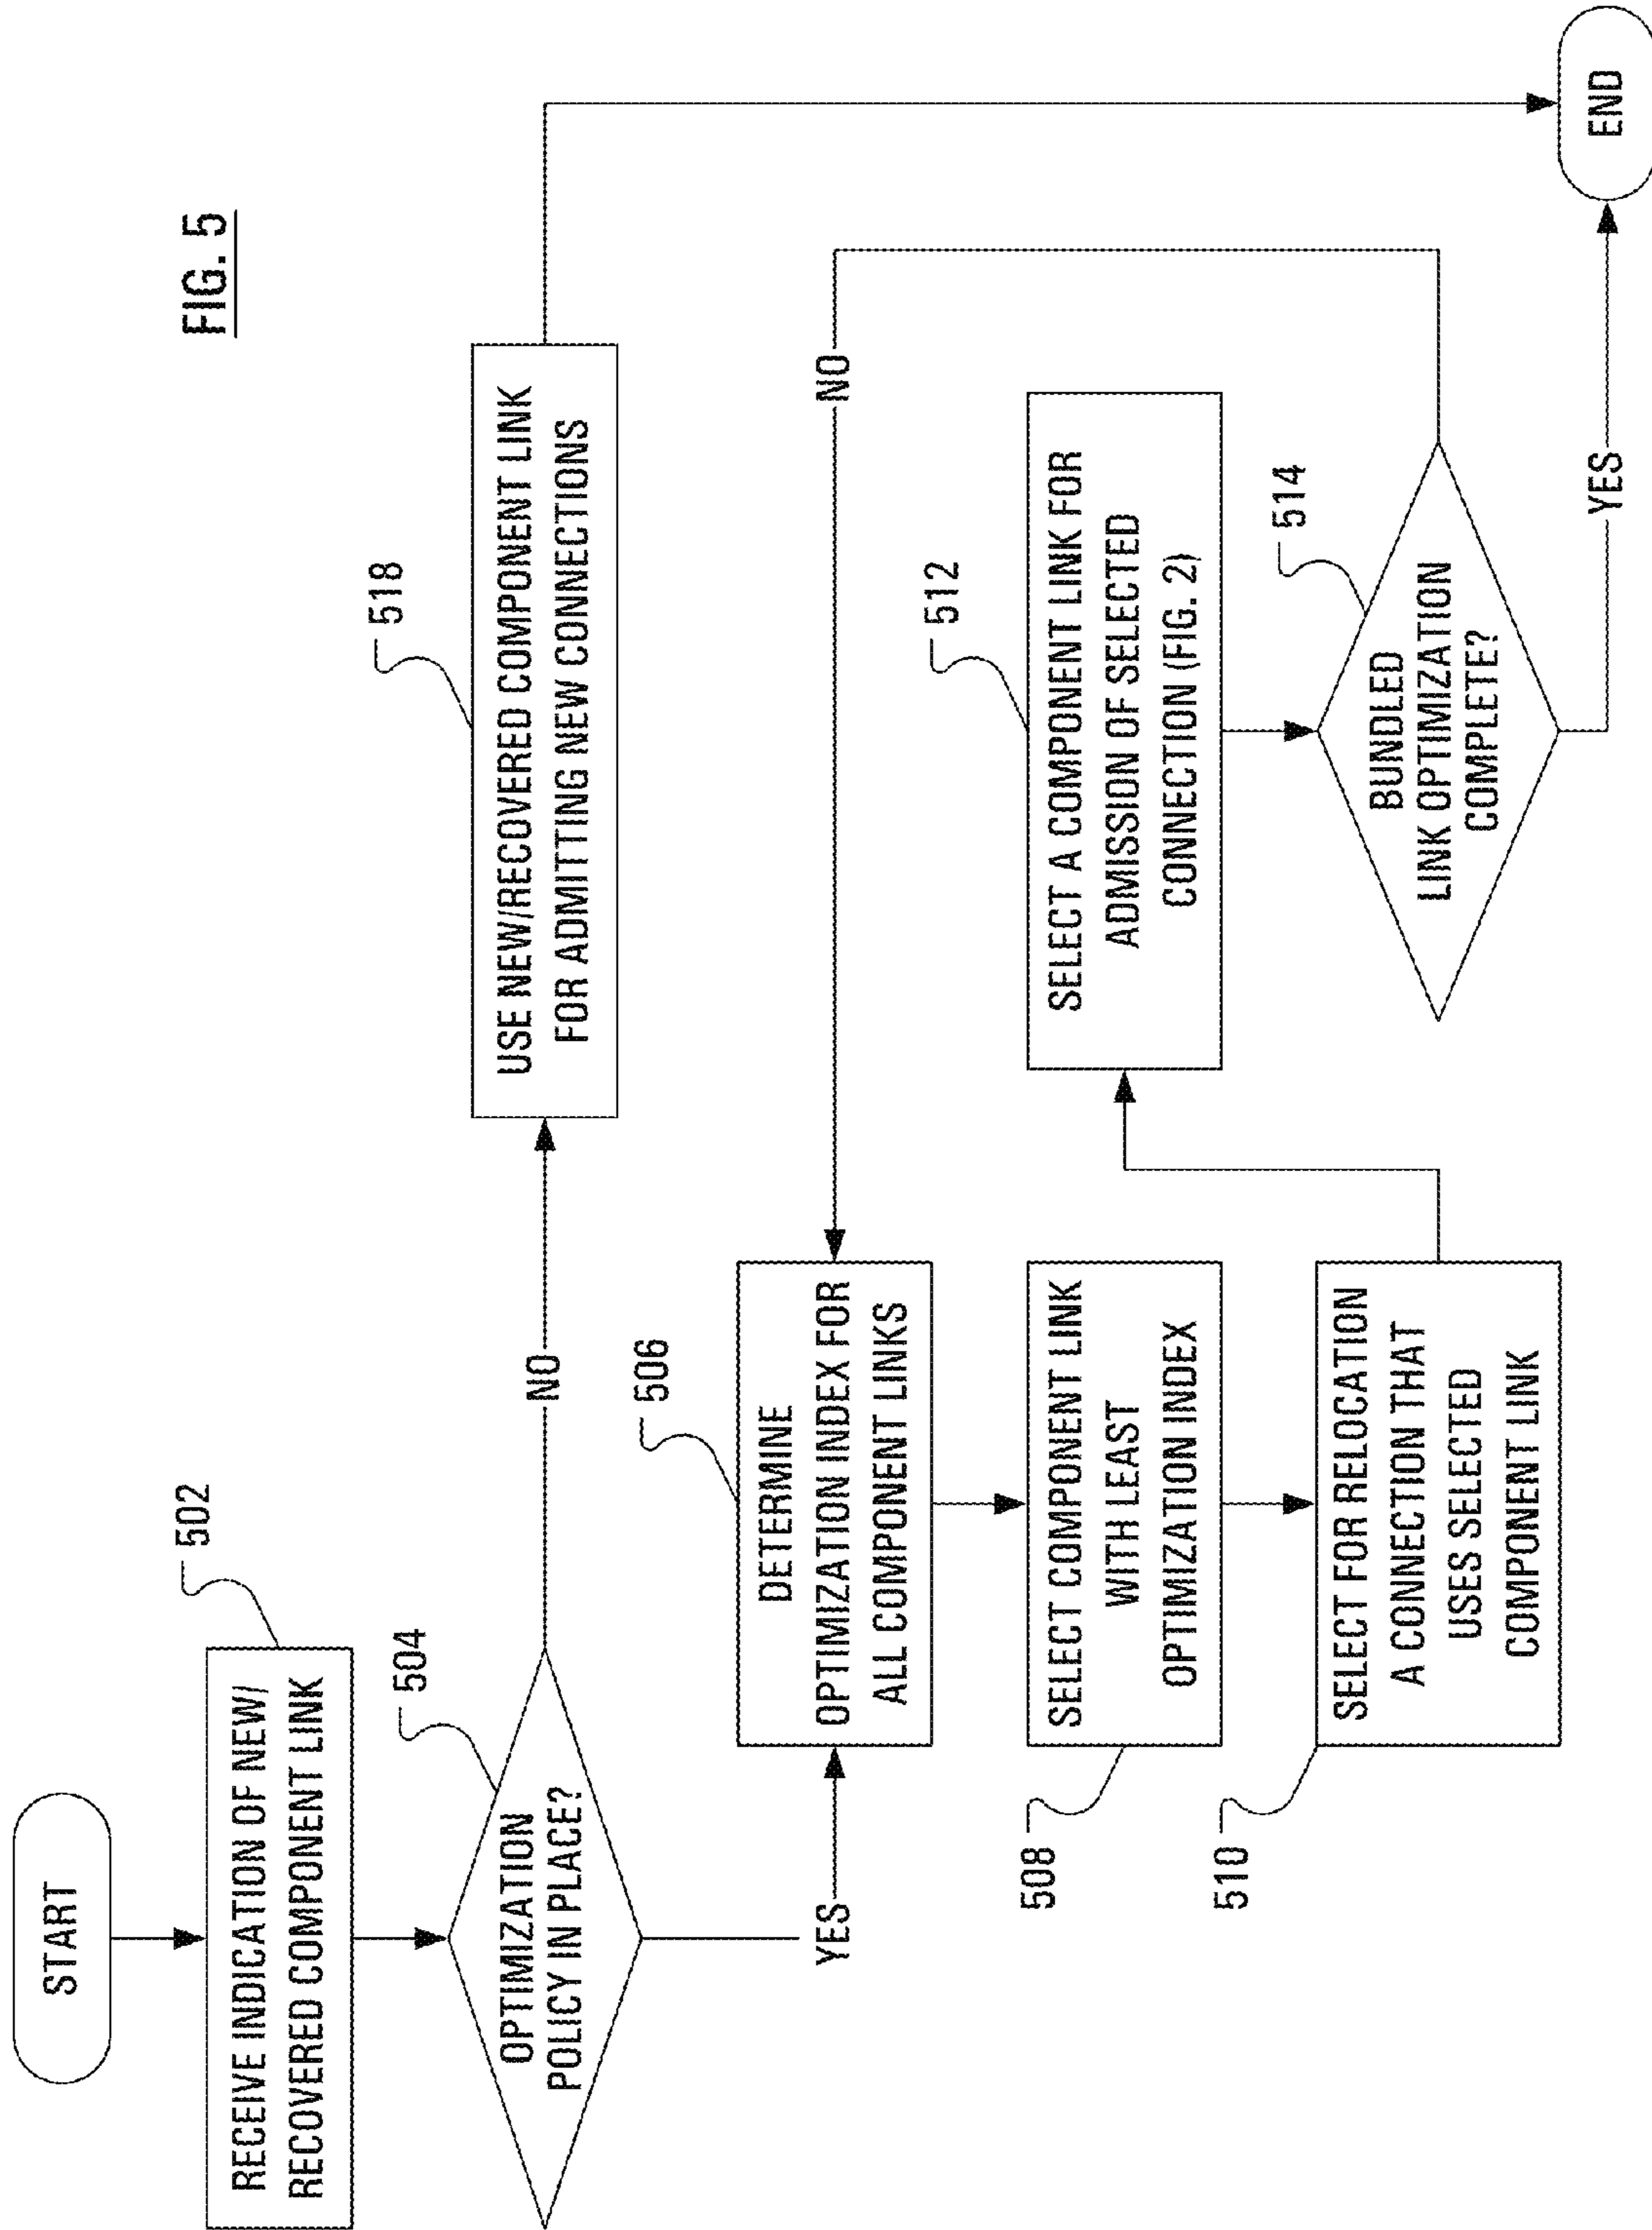 FIG. 5
START
502
RECEIVE INDICATION OF NEW/
RECOVERED COMPONENT LINK
504
OPTIMIZATION
POLICY IN PLACE?
NO
518
USE NEW/RECOVERED COMPONENT LINK
FOR ADMITTING NEW CONNECTIONS
YES
506
DETERMINE
OPTIMIZATION INDEX FOR
ALL COMPONENT LINKS
NO
508
SELECT COMPONENT LINK
WITH LEAST
OPTIMIZATION INDEX
510
SELECT FOR RELOCATION
A CONNECTION THAT
USES SELECTED
COMPONENT LINK
512
SELECT A COMPONENT LINK FOR
ADMISSION OF SELECTED
CONNECTION (FIG. 2)
514
BUNDLED
LINK OPTIMIZATION
COMPLETE?
YES
END